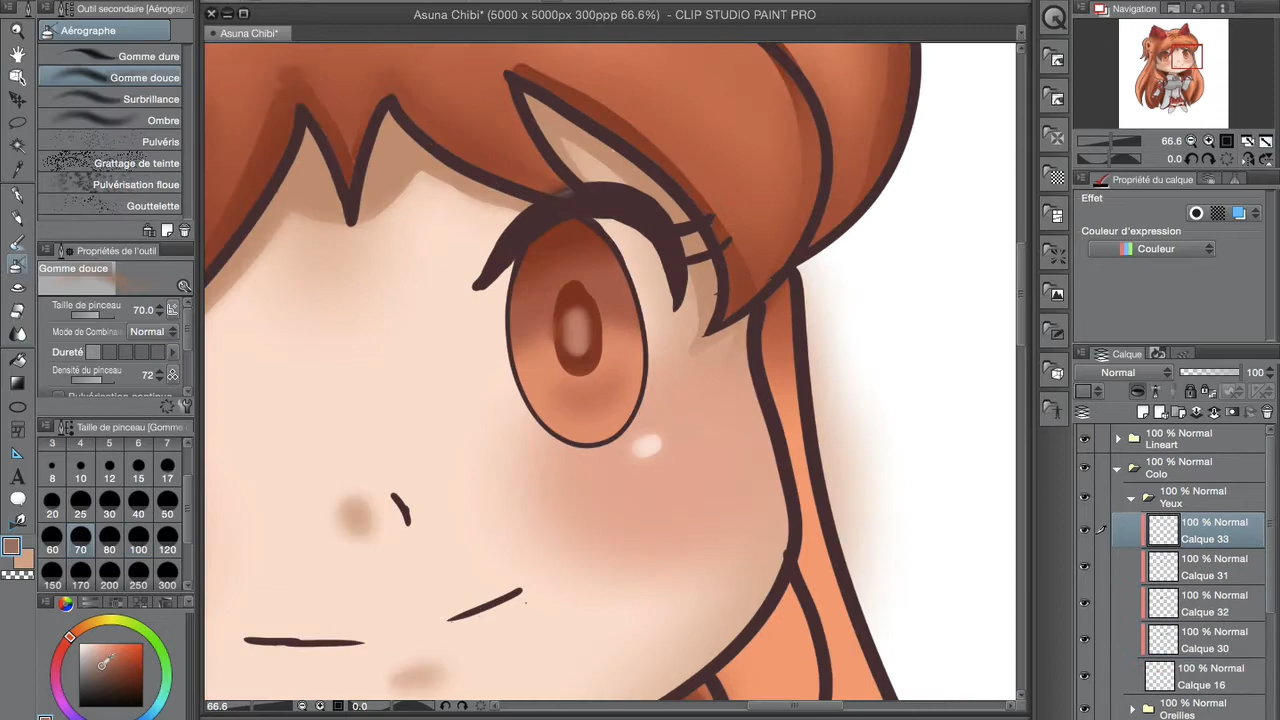 Outil secondaire [Aérograp
Aérographe
Gomme dure
Gomme douce
Surbrillance
Ombre
Pulvéris
Grattage de teinte
Pulvérisation floue
Gouttelette
Propriétés de l'outil
Gomme douce
Taille de pinceau 70.0
Mode de Combinai Normal
Dureté
Densité du pinceau 72
Pulvérisation continue
Taille de pinceau [Gomme
3 4 6 7
8 10 12 15 17
20 25 30 40 50
60 70 80 100 120
150 170 200 250 300
Asuna Chibi* (5000 x 5000px 300ppp 66.6%) - CLIP STUDIO PAINT PRO
Asuna Chibi*
66.6 0.0
Navigation
66.6
0.0
Propriété du calque
Effet
Couleur d'expression
Couleur
Calque
Normal 100
100 % Normal
Lineart
100 % Normal
Colo
100 % Normal
Yeux
100 % Normal
Calque 33
100 % Normal
Calque 31
100 % Normal
Calque 32
100 % Normal
Calque 30
100 % Normal
Calque 16
100 % Normal
Oreilles